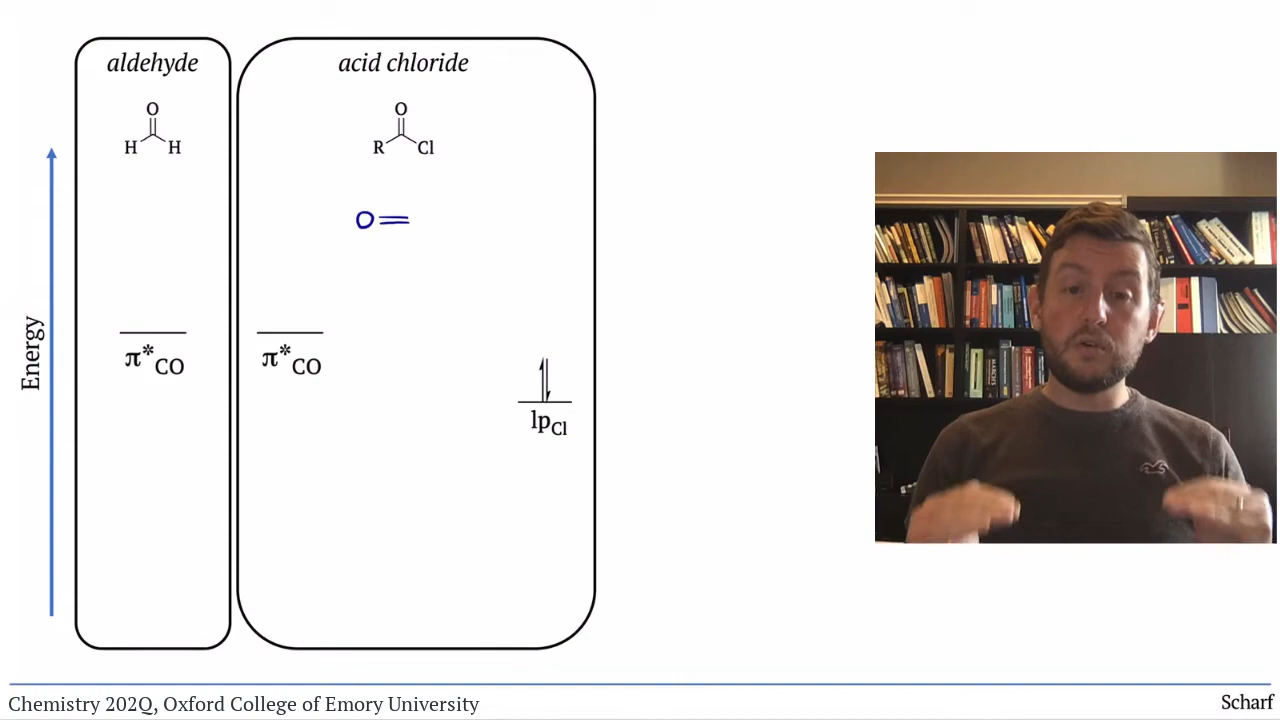 aldehyde
O
H H
π*CO
acid chloride
O
R Cl
O=
π*CO
lpCl
Energy
Chemistry 202Q, Oxford College of Emory University
Scharf